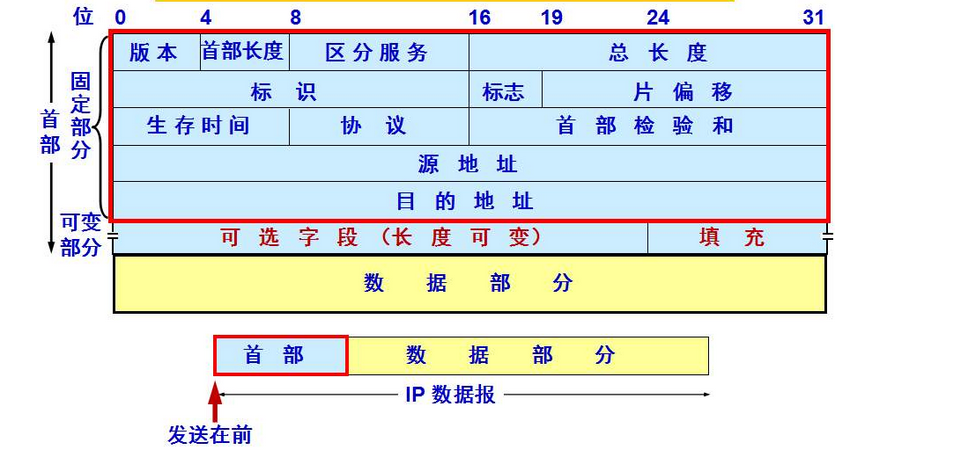 位 0 4 8 16 19 24 31
版本 首部长度 区分服务 总长度
标识 标志 片偏移
生存时间 协议 首部检验和
源地址
目的地址
可选字段（长度可变） 填充
数据部分
首部
固定部分
可变部分
首部 数据部分
IP 数据报
发送在前